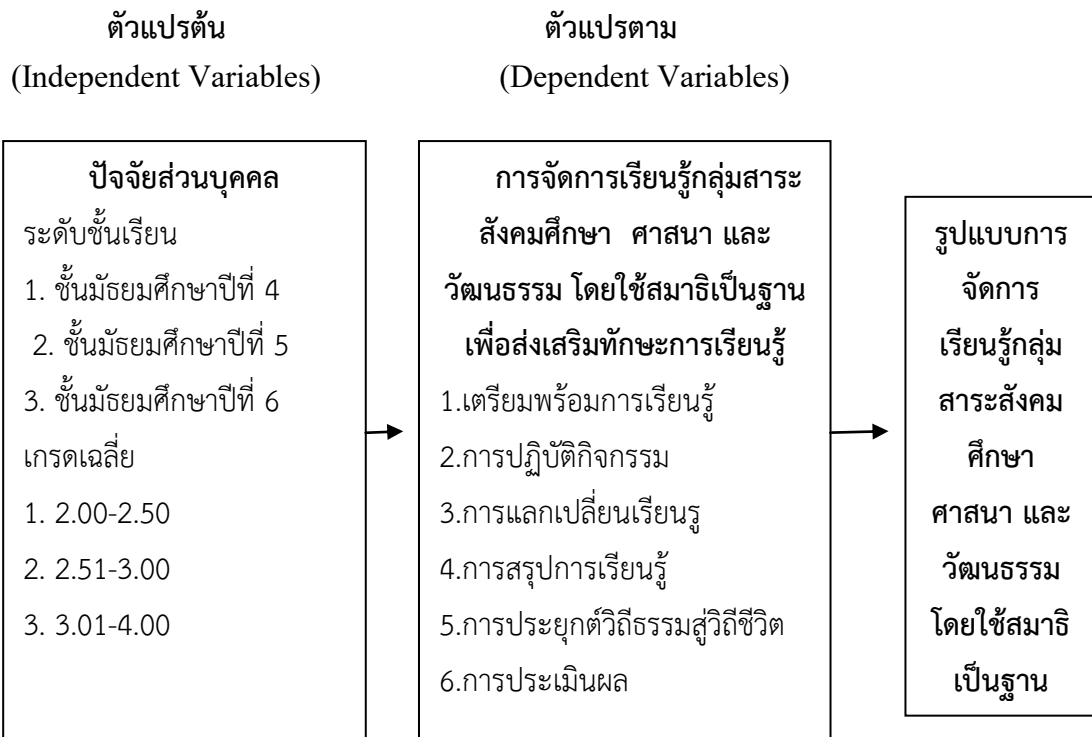 ตัวแปรต้น
(Independent Variables)
ตัวแปรตาม
(Dependent Variables)
ปัจจัยส่วนบุคคล
ระดับชั้นเรียน
1. ชั้นมัธยมศึกษาปีที่ 4
2. ชั้นมัธยมศึกษาปีที่ 5
3. ชั้นมัธยมศึกษาปีที่ 6
เกรดเฉลี่ย
1. 2.00-2.50
2. 2.51-3.00
3. 3.01-4.00
การจัดการเรียนรู้กลุ่มสาระ
สังคมศึกษา ศาสนา และ
วัฒนธรรม โดยใช้สมาธิเป็นฐาน
เพื่อส่งเสริมทักษะการเรียนรู้
1.เตรียมพร้อมการเรียนรู้
2.การปฏิบัติกิจกรรม
3.การแลกเปลี่ยนเรียนรู
4.การสรุปการเรียนรู้
5.การประยุกต์วิถีธรรมสู่วิถีชีวิต
6.การประเมินผล
รูปแบบการ
จัดการ
เรียนรู้กลุ่ม
สาระสังคม
ศึกษา
ศาสนา และ
วัฒนธรรม
โดยใช้สมาธิ
เป็นฐาน